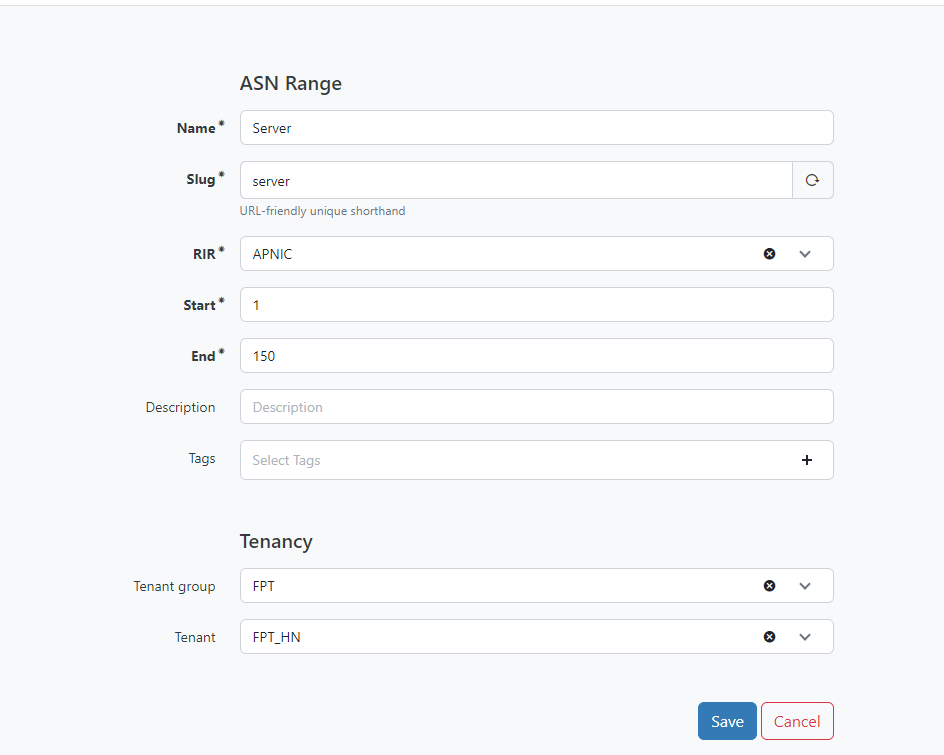 ASN Range
Name* Server
Slug* server
URL-friendly unique shorthand
RIR* APNIC
Start* 1
End* 150
Description Description
Tags Select Tags +
Tenancy
Tenant group FPT
Tenant FPT_HN
Save Cancel